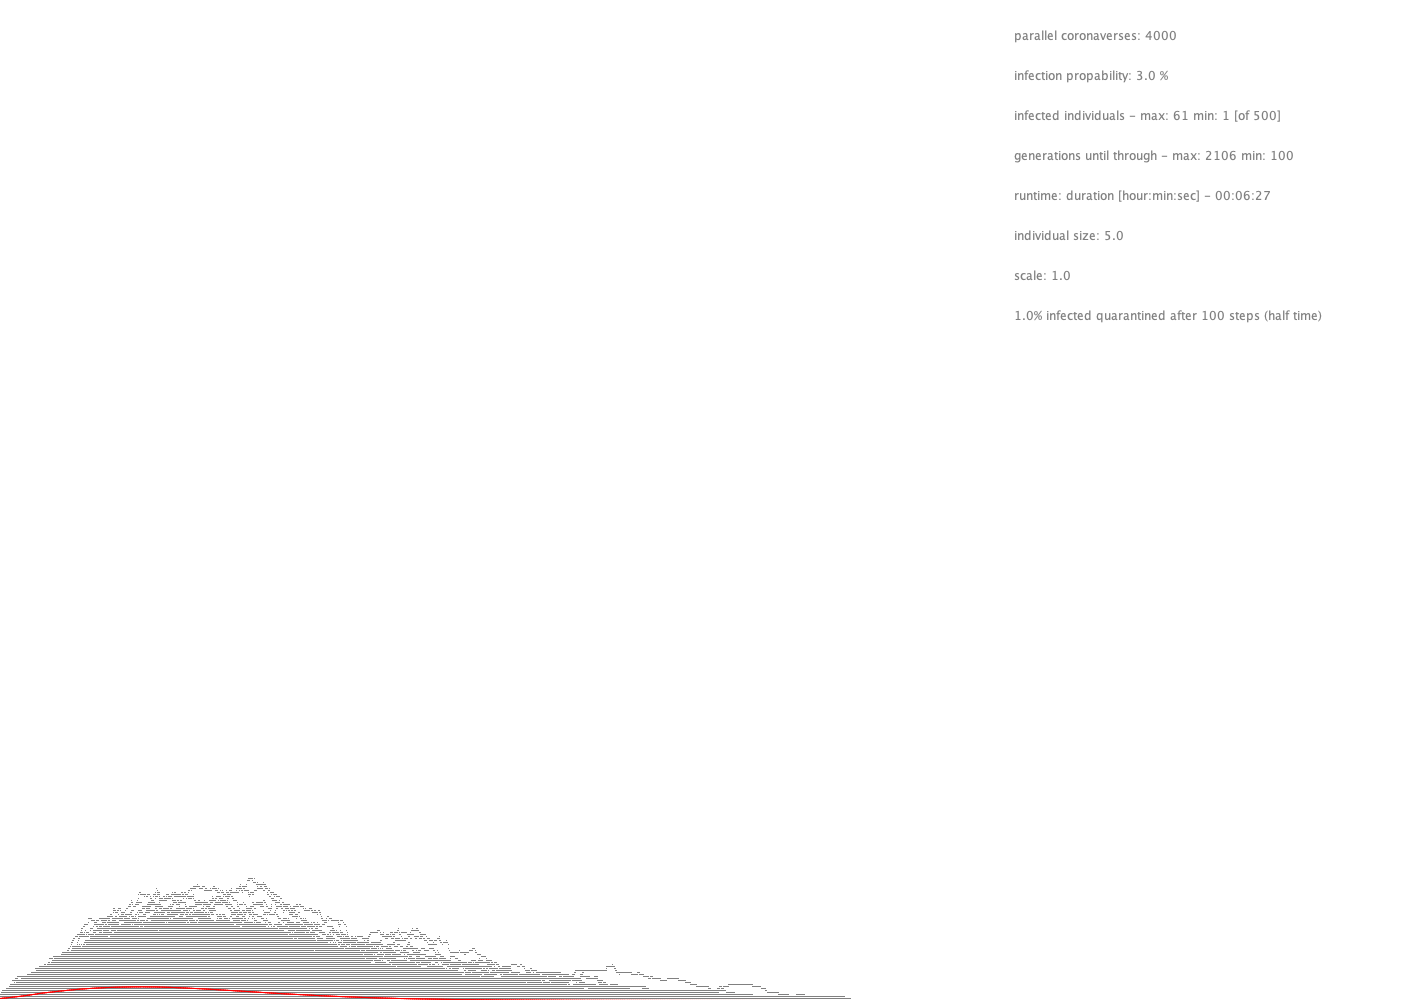 parallel coronaverses: 4000
infection propability: 3.0 %
infected individuals - max: 61 min: 1 [of 500]
generations until through - max: 2106 min: 100
runtime: duration [hour:min:sec] - 00:06:27
individual size: 5.0
scale: 1.0
1.0% infected quarantined after 100 steps (half time)